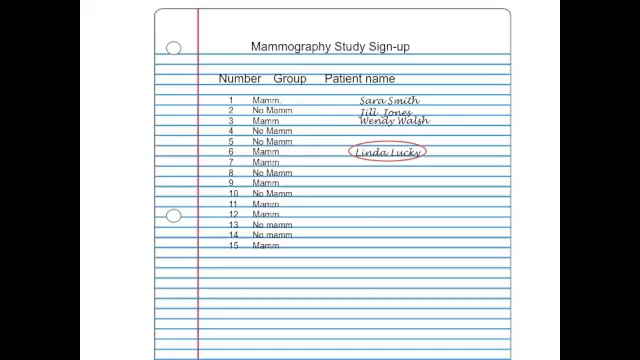 Mammography Study Sign-up
Number Group Patient name
1 Mamm. Sara Smith
2 No Mamm Jill Jones
3 Mamm Wendy Walsh
4 No Mamm
5 No Mamm
6 Mamm Linda Lucky
7 Mamm
8 No Mamm
9 Mamm
10 No Mamm
11 Mamm
12 Mamm
13 No mamm
14 No mamm
15 Mamm